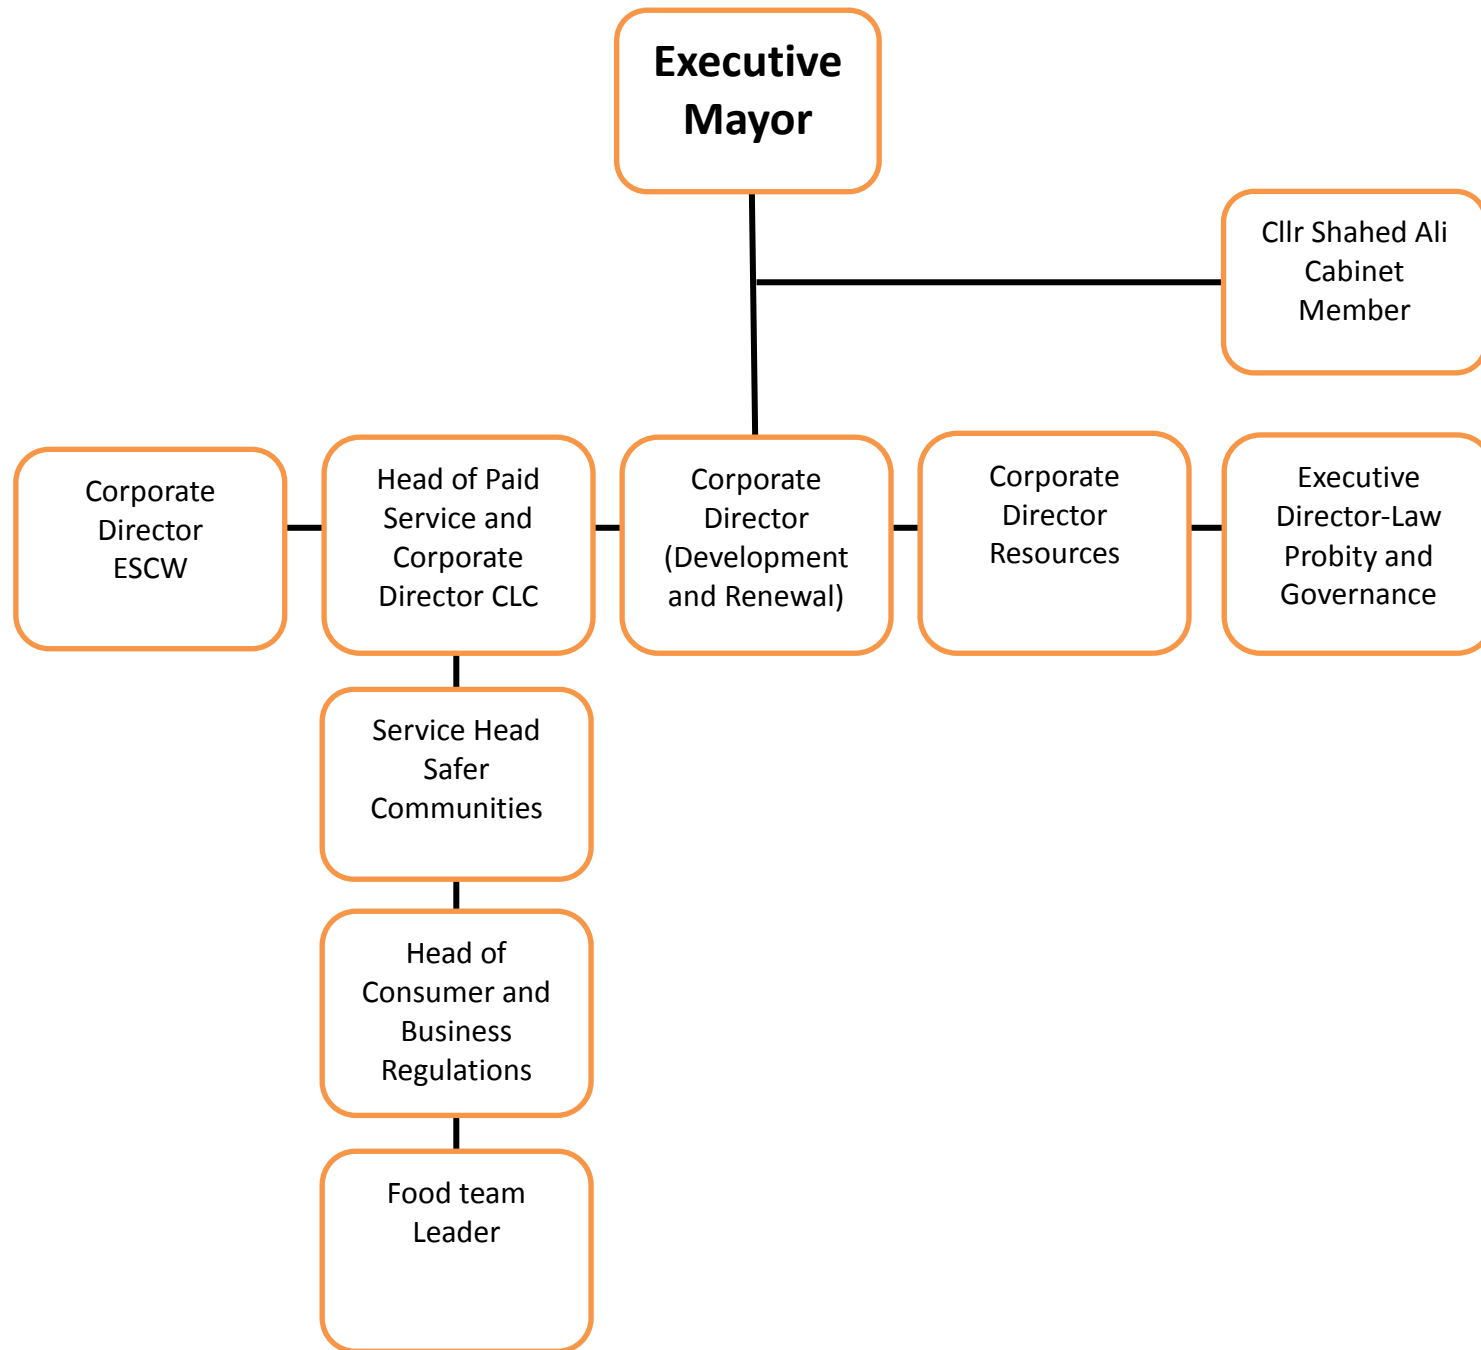 Executive
Mayor
Cllr Shahed Ali
Cabinet
Member
Corporate
Director
ESCW
Head of Paid
Service and
Corporate
Director CLC
Corporate
Director
(Development
and Renewal)
Corporate
Director
Resources
Executive
Director-Law
Probity and
Governance
Service Head
Safer
Communities
Head of
Consumer and
Business
Regulations
Food team
Leader